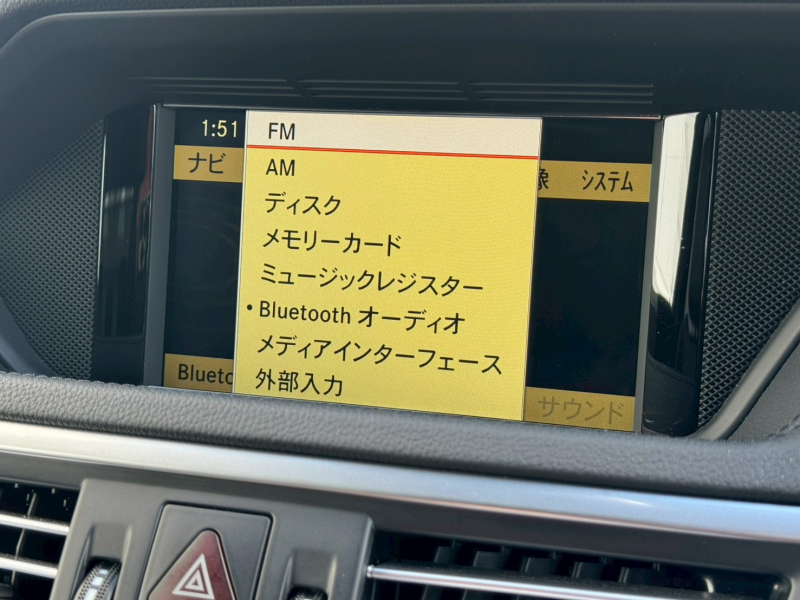 1:51
ナビ
システム
FM
AM
ディスク
メモリーカード
ミュージックレジスター
•Bluetooth オーディオ
メディアインターフェース
外部入力
Blueto
サウンド